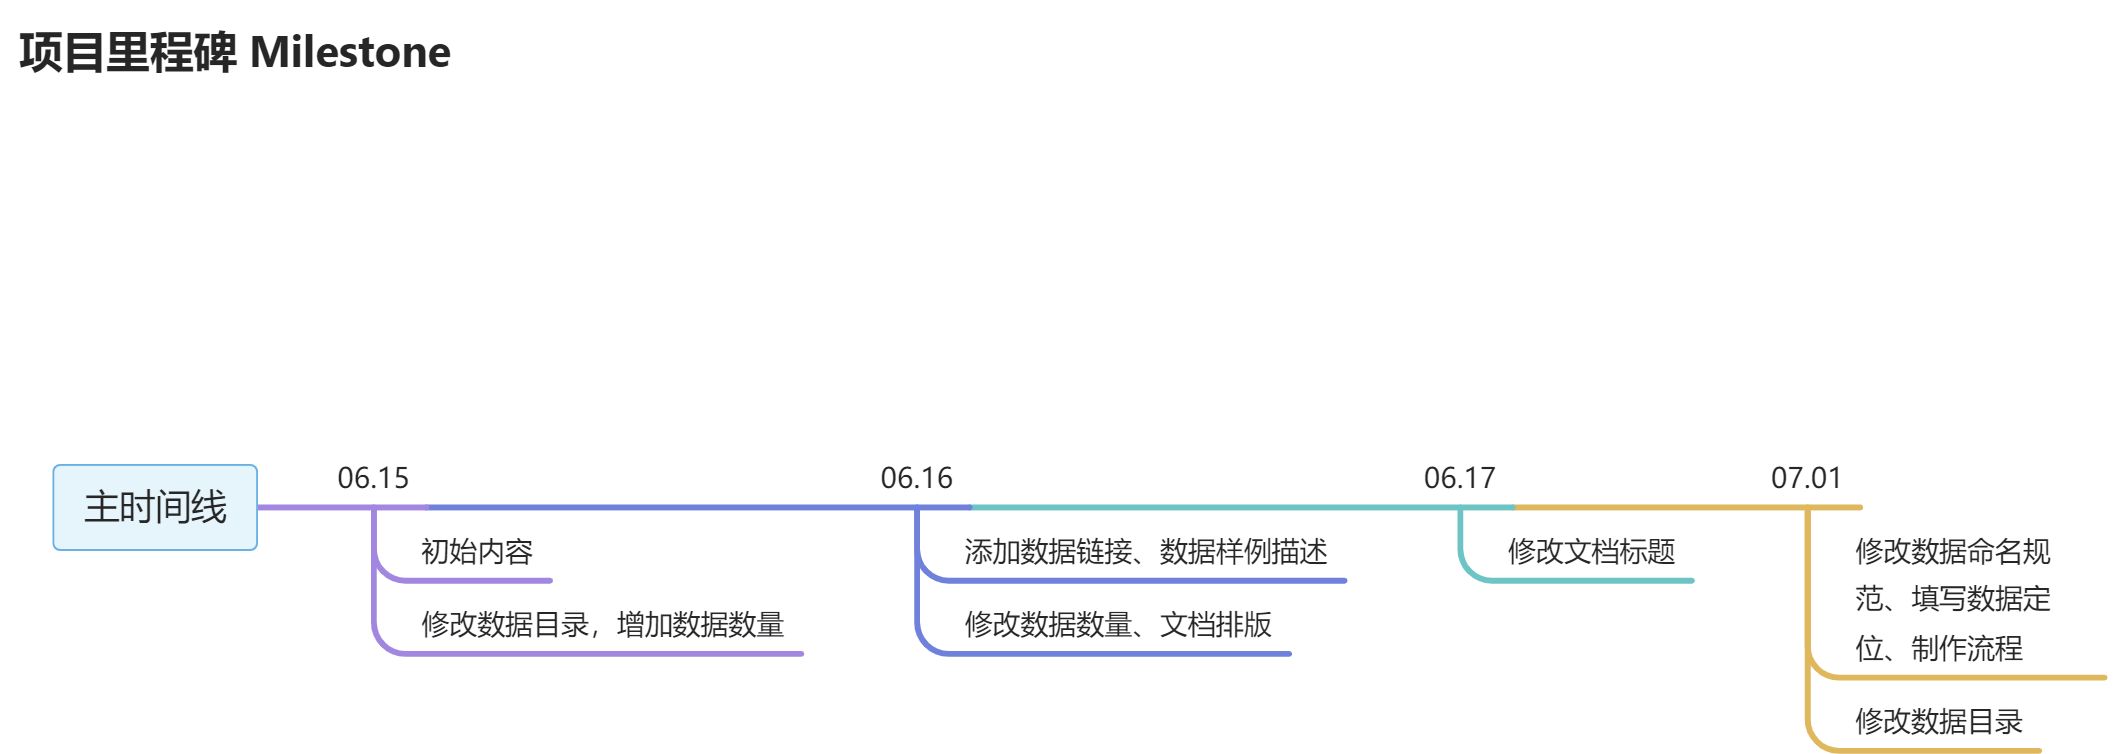 项目里程碑 Milestone
主时间线
06.15
初始内容
修改数据目录，增加数据数量
06.16
添加数据链接、数据样例描述
修改数据数量、文档排版
06.17
修改文档标题
07.01
修改数据命名规
范、填写数据定
位、制作流程
修改数据目录